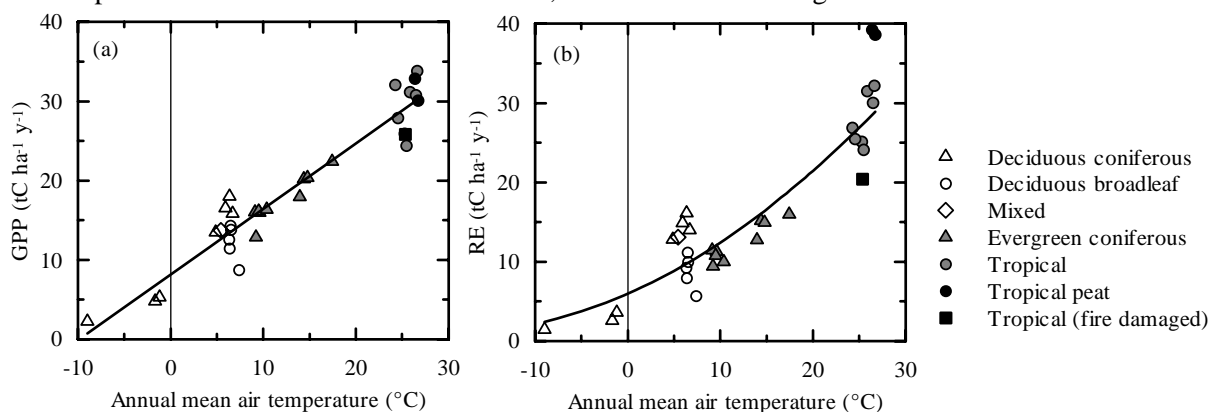 (a)
GPP (tC ha⁻¹ y⁻¹)
40
30
20
10
0
-10 0 10 20 30
Annual mean air temperature (°C)
(b)
RE (tC ha⁻¹ y⁻¹)
40
30
20
10
0
-10 0 10 20 30
Annual mean air temperature (°C)
Deciduous coniferous
Deciduous broadleaf
Mixed
Evergreen coniferous
Tropical
Tropical peat
Tropical (fire damaged)